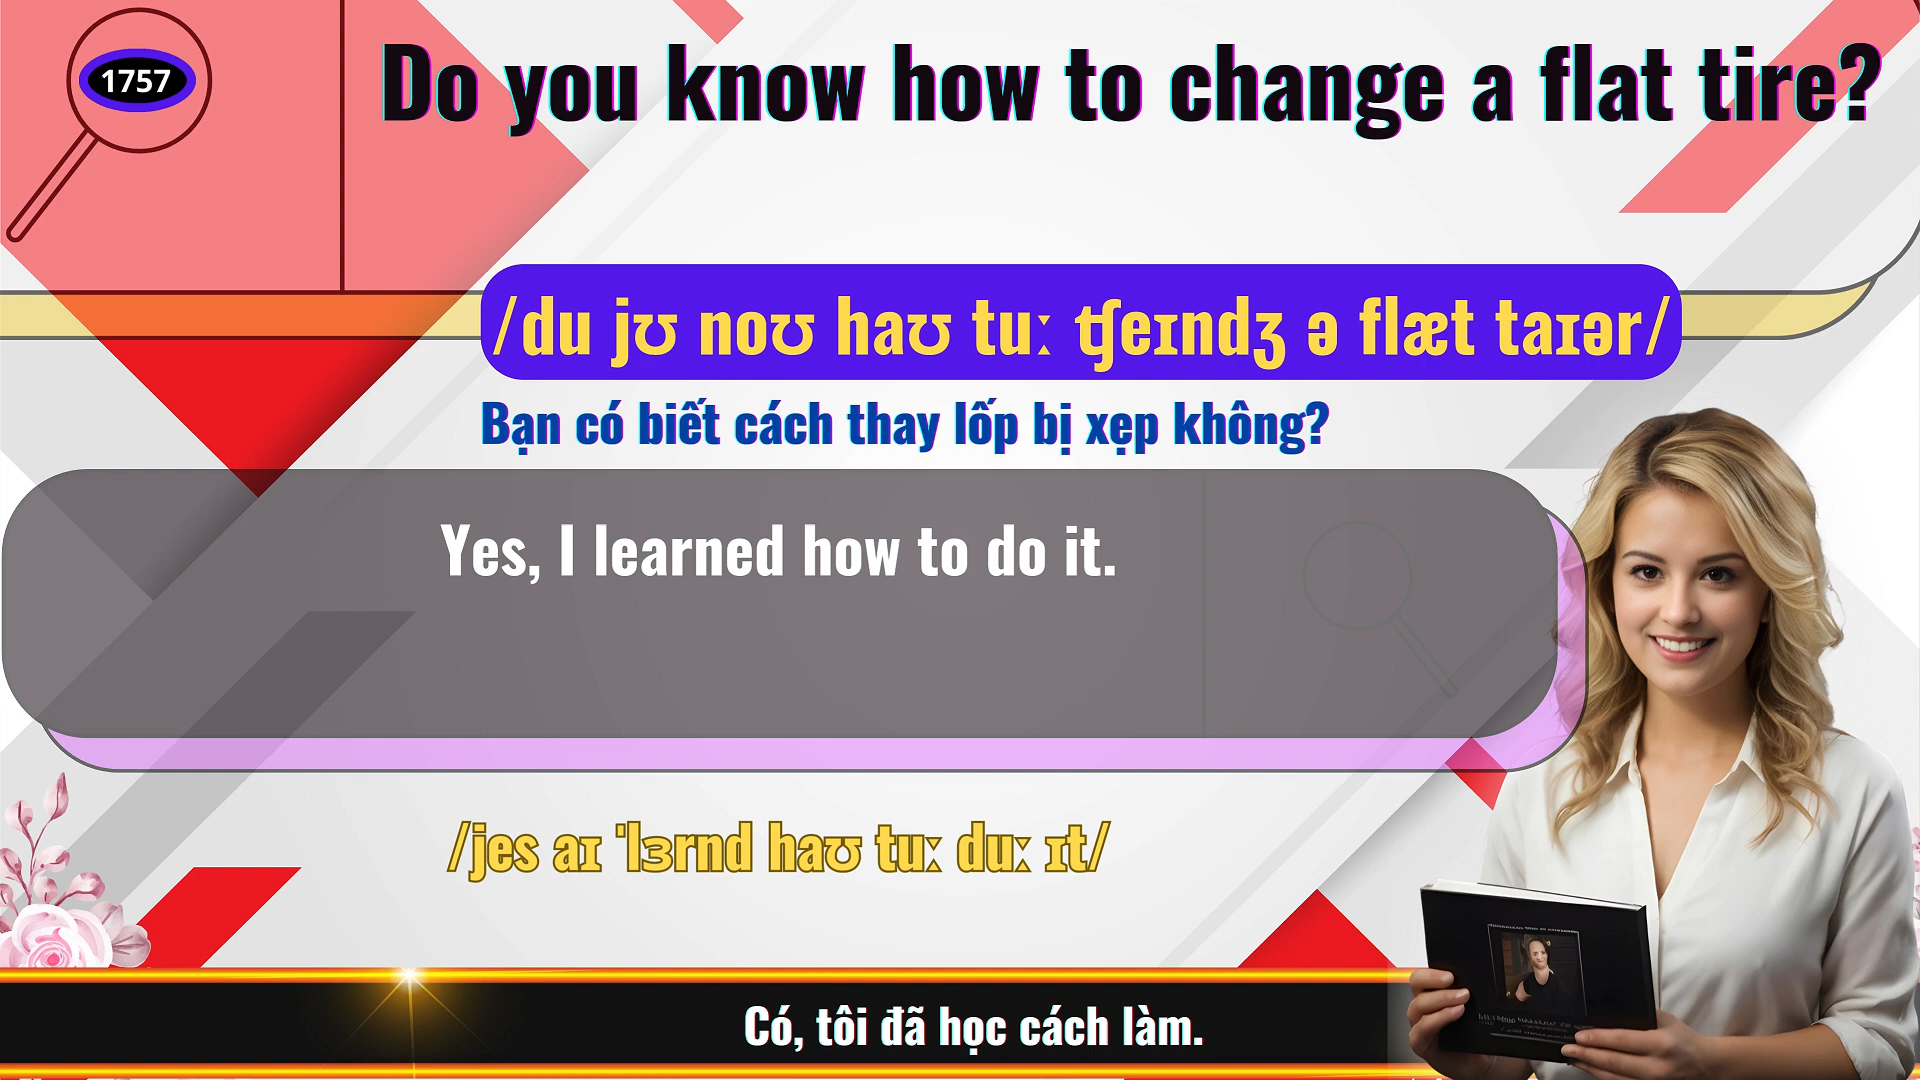 1757
Do you know how to change a flat tire?
/du jʊ noʊ haʊ tuː ʧeɪndʒ ə flæt taɪər/
Bạn có biết cách thay lốp bị xẹp không?
Yes, I learned how to do it.
/jes aɪ ˈlɜrnd haʊ tuː duː ɪt/
Có, tôi đã học cách làm.